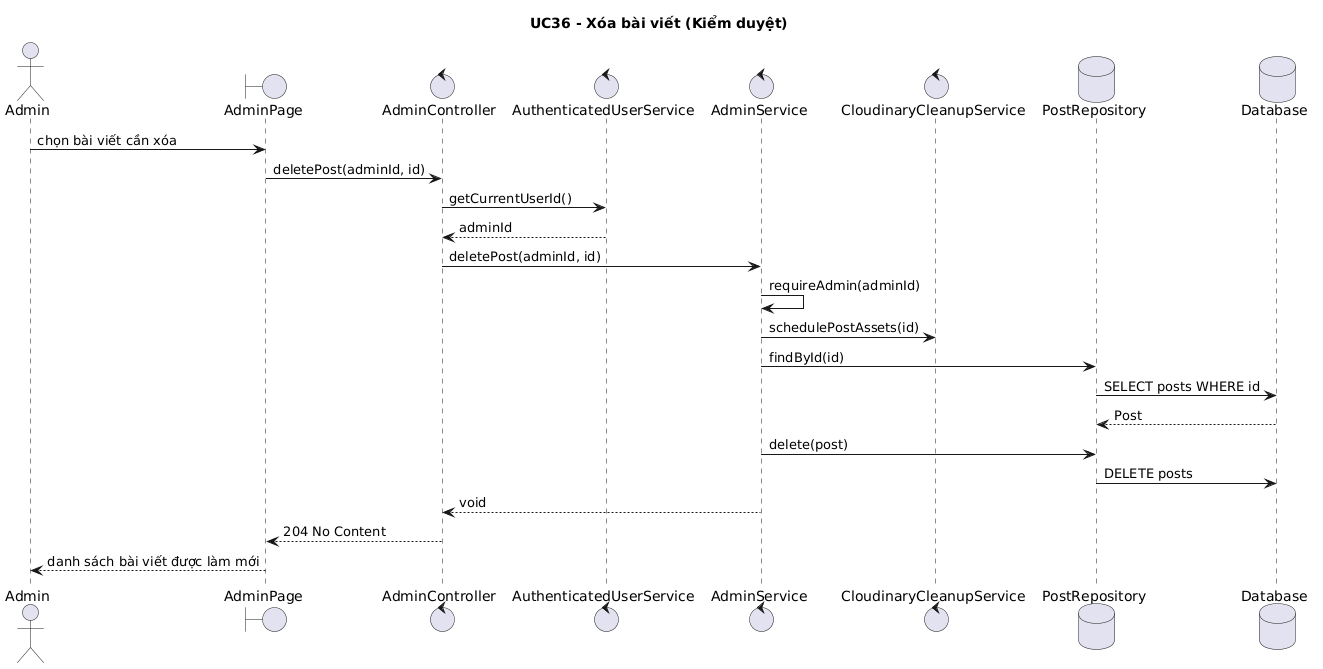 UC36 - Xóa bài viết (Kiểm duyệt)
Admin
AdminPage
AdminController
AuthenticatedUserService
AdminService
CloudinaryCleanupService
PostRepository
Database
chọn bài viết cần xóa
deletePost(adminId, id)
getCurrentUserId()
adminId
deletePost(adminId, id)
requireAdmin(adminId)
schedulePostAssets(id)
findById(id)
SELECT posts WHERE id
Post
delete(post)
DELETE posts
void
204 No Content
danh sách bài viết được làm mới
Admin
AdminPage
AdminController
AuthenticatedUserService
AdminService
CloudinaryCleanupService
PostRepository
Database